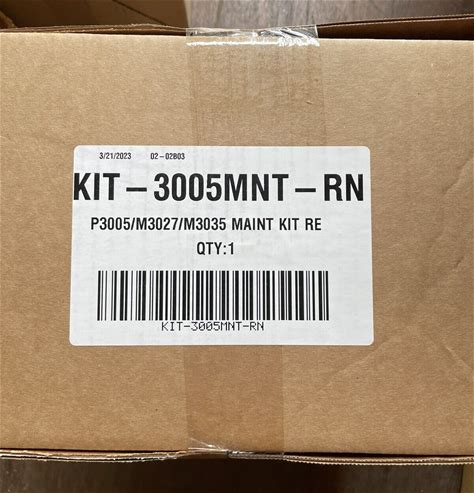 3/21/2023 02-02B03
KIT-3005MNT-RN
P3005/M3027/M3035 MAINT KIT RE
QTY:1
KIT-3005MNT-RN